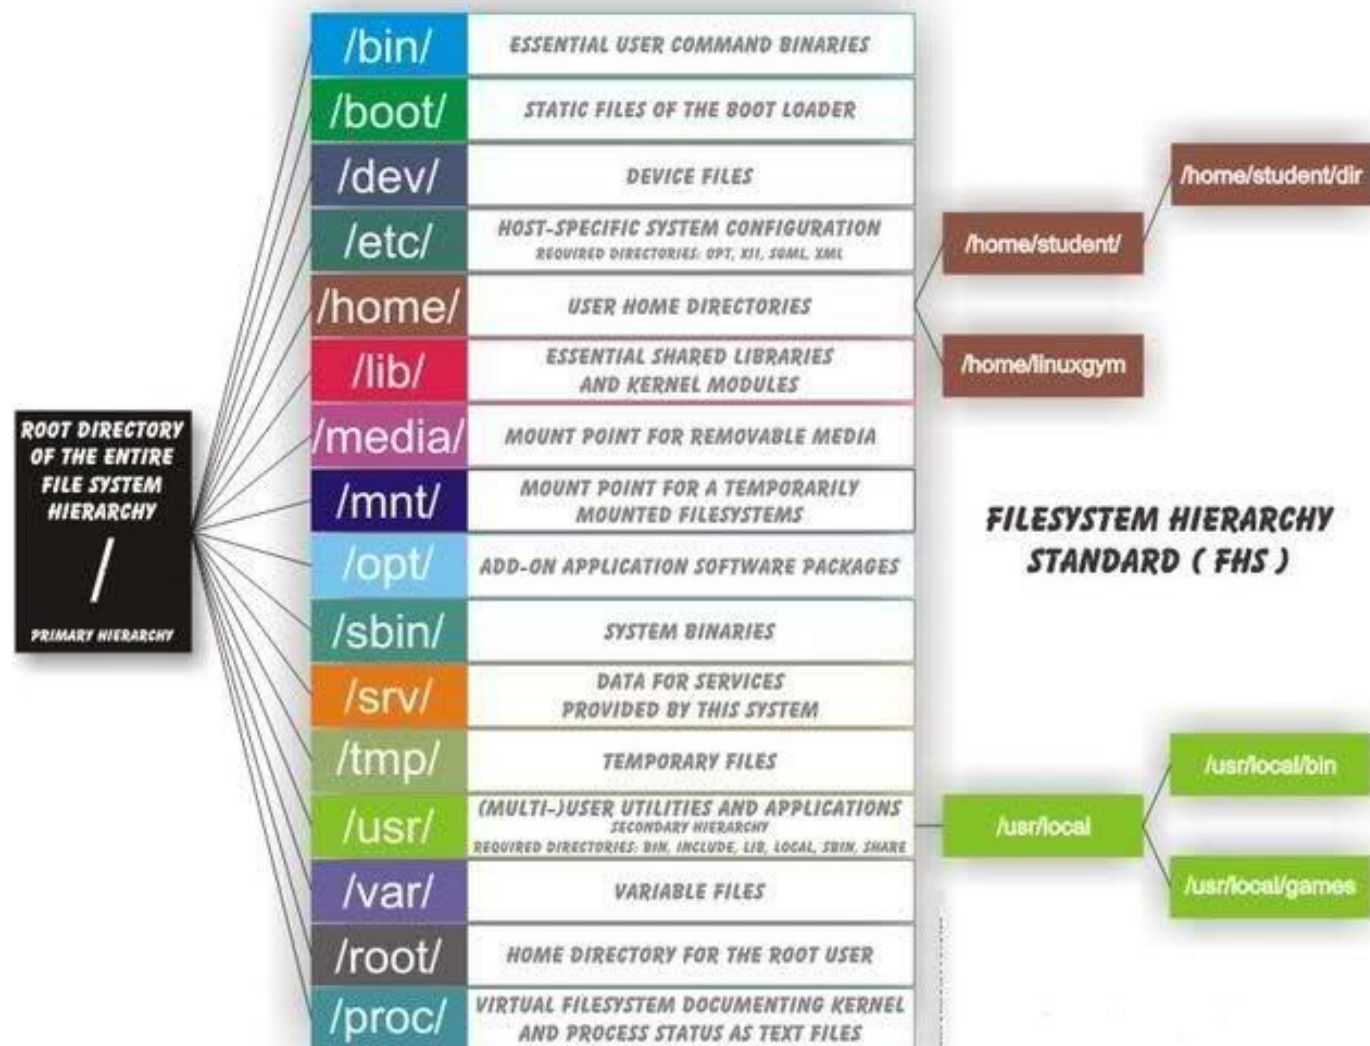 ROOT DIRECTORY
OF THE ENTIRE
FILE SYSTEM
HIERARCHY
/
PRIMARY HIERARCHY
/bin/
ESSENTIAL USER COMMAND BINARIES
/boot/
STATIC FILES OF THE BOOT LOADER
/dev/
DEVICE FILES
/etc/
HOST-SPECIFIC SYSTEM CONFIGURATION
REQUIRED DIRECTORIES: OPT, XII, SGML, XML
/home/
USER HOME DIRECTORIES
/lib/
ESSENTIAL SHARED LIBRARIES
AND KERNEL MODULES
/media/
MOUNT POINT FOR REMOVABLE MEDIA
/mnt/
MOUNT POINT FOR A TEMPORARILY
MOUNTED FILESYSTEMS
/opt/
ADD-ON APPLICATION SOFTWARE PACKAGES
/sbin/
SYSTEM BINARIES
/srv/
DATA FOR SERVICES
PROVIDED BY THIS SYSTEM
/tmp/
TEMPORARY FILES
/usr/
(MULTI-)USER UTILITIES AND APPLICATIONS
SECONDARY HIERARCHY
REQUIRED DIRECTORIES: BIN, INCLUDE, LIB, LOCAL, SBIN, SHARE
/var/
VARIABLE FILES
/root/
HOME DIRECTORY FOR THE ROOT USER
/proc/
VIRTUAL FILESYSTEM DOCUMENTING KERNEL
AND PROCESS STATUS AS TEXT FILES
/home/student/
/home/student/dir
/home/linuxgym
FILESYSTEM HIERARCHY
STANDARD ( FHS )
/usr/local
/usr/local/bin
/usr/local/games